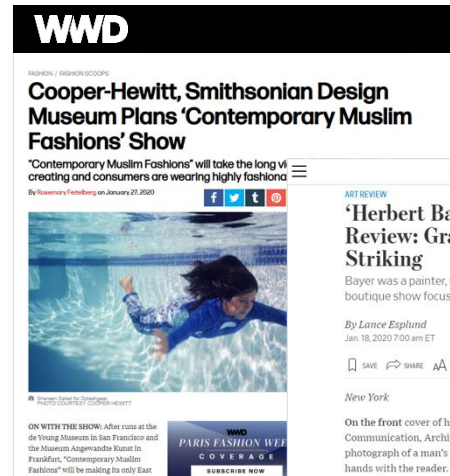 WWD
FASHION / FASHION SCOOPS
Cooper-Hewitt, Smithsonian Design
Museum Plans ‘Contemporary Muslim
Fashions’ Show
“Contemporary Muslim Fashions” will take the long vi
creating and consumers are wearing highly fashiona
By Rosemary Feitelberg on January 27, 2020
Shereen Sabet for Splashgear.
PHOTO COURTESY COOPER HEWITT
ON WITH THE SHOW: After runs at the
de Young Museum in San Francisco and
the Museum Angewandte Kunst in
Frankfurt, “Contemporary Muslim
Fashions” will be making its only East
WWD
PARIS FASHION WEE
COVERAGE
SUBSCRIBE NOW
ART REVIEW
‘Herbert Ba
Review: Gra
Striking
Bayer was a painter,
boutique show focus
By Lance Esplund
Jan. 18, 2020 7:00 am ET
SAVE SHARE AA
New York
On the front cover of h
Communication, Archi
photograph of a man’s
hands with the reader.